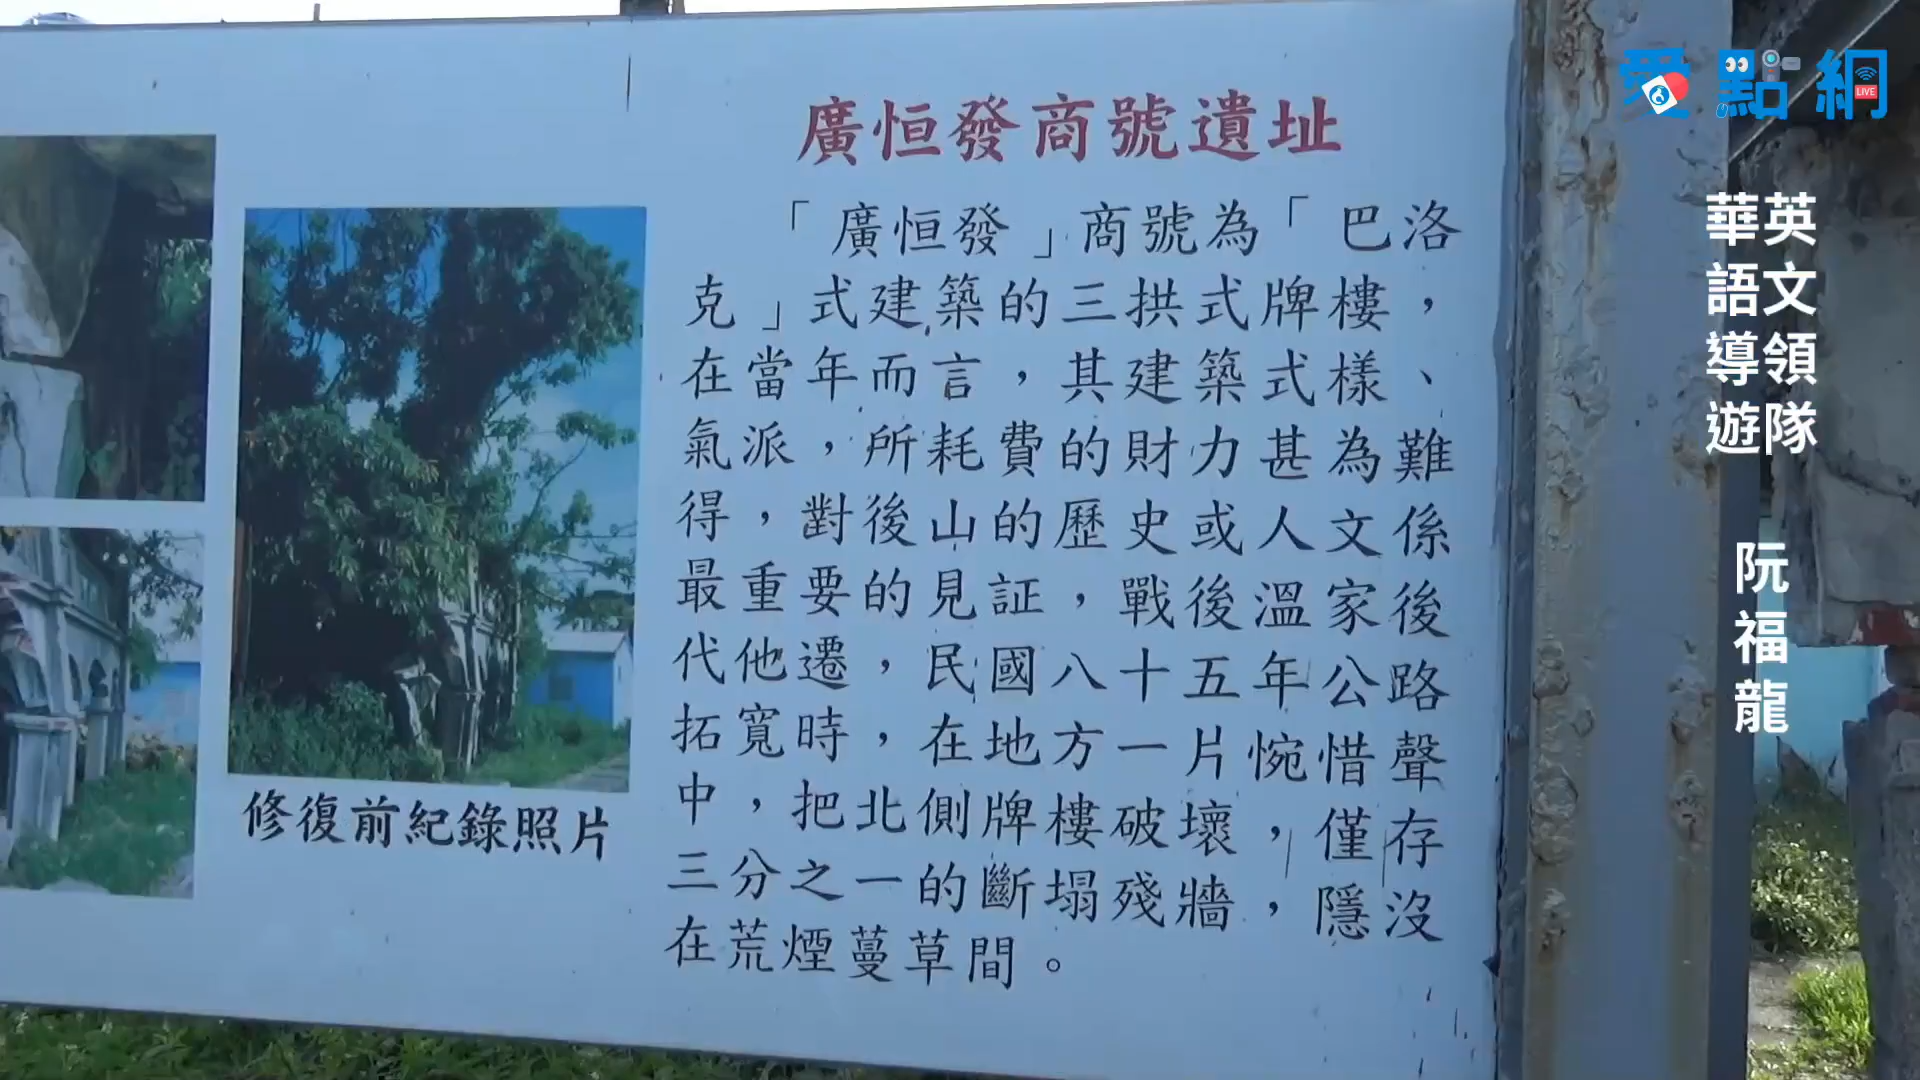 廣恒發商號遺址
「廣恒發」商號為「巴洛
克」式建築的三拱式牌樓，
在當年而言，其建築式樣、
氣派，所耗費的財力甚為難
得，對後山的歷史或人文係
最重要的見証，戰後溫家後
代他遷，民國八十五年公路
拓寬時，在地方一片惋惜聲
中，把北側牌樓破壞，僅存
三分之一的斷塌殘牆，隱沒
在荒煙蔓草間。
修復前紀錄照片
愛點網
LIVE
英文領隊
華語導遊
阮福龍